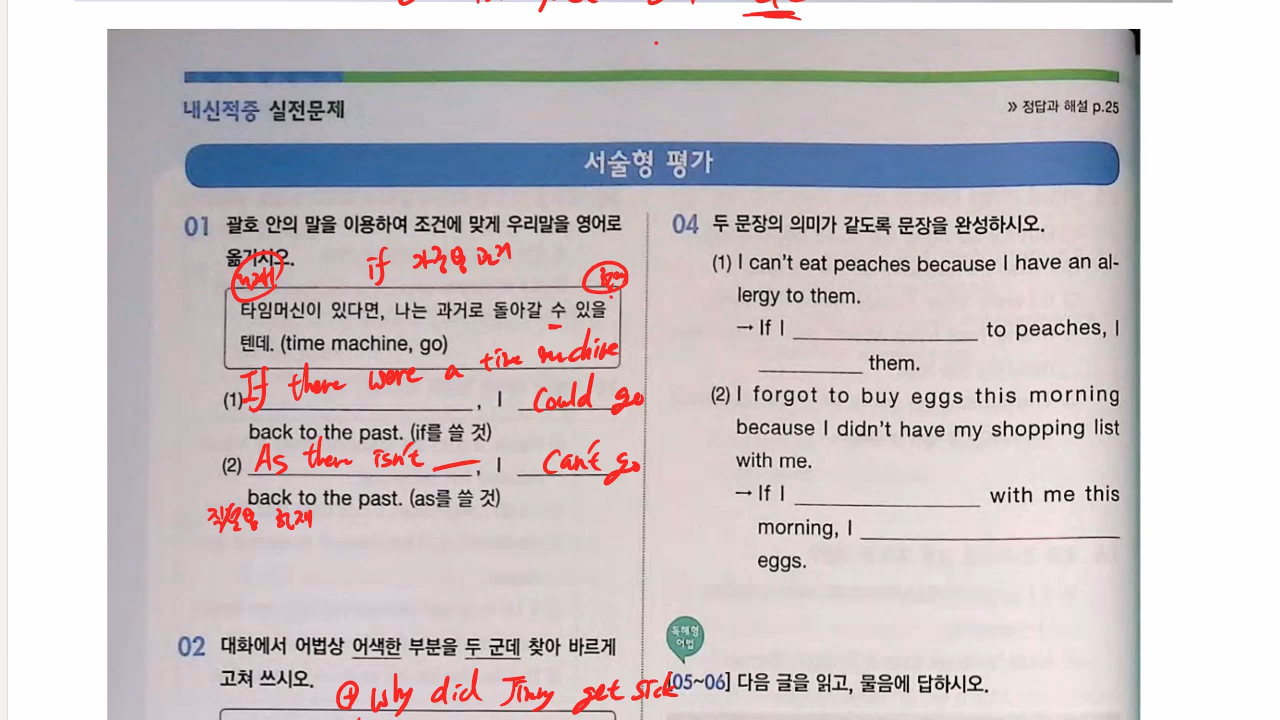 내신적중 실전문제
» 정답과 해설 p.25
서술형 평가
01 괄호 안의 말을 이용하여 조건에 맞게 우리말을 영어로
옮기시오.
if 가정법 과거
현재
타임머신이 있다면, 나는 과거로 돌아갈 수 있을
텐데. (time machine, go)
If there were a time machine
(1) , I could go
back to the past. (if를 쓸 것)
(2) As there isn't , I can't go
back to the past. (as를 쓸 것)
직설법 현재
02 대화에서 어법상 어색한 부분을 두 군데 찾아 바르게
고쳐 쓰시오.
why did Jinny get sick
04 두 문장의 의미가 같도록 문장을 완성하시오.
(1) I can't eat peaches because I have an al-
lergy to them.
→ If I ____ to peaches, I
____ them.
(2) I forgot to buy eggs this morning
because I didn't have my shopping list
with me.
→ If I ____ with me this
morning, I ____
eggs.
독해형
어법
[05~06] 다음 글을 읽고, 물음에 답하시오.